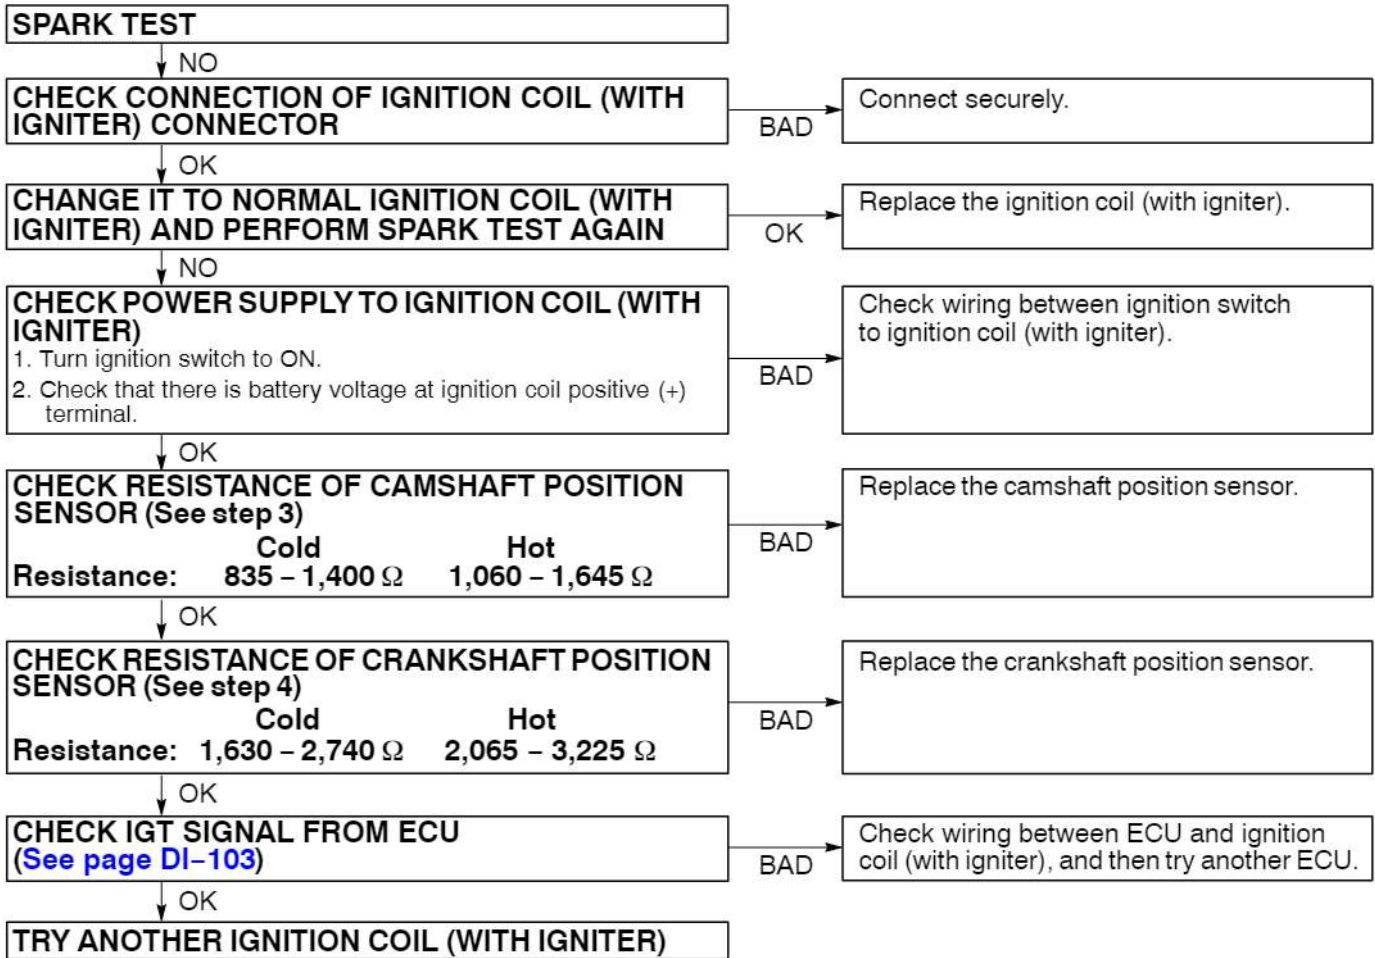 SPARK TEST
NO
CHECK CONNECTION OF IGNITION COIL (WITH
IGNITER) CONNECTOR
BAD
Connect securely.
OK
CHANGE IT TO NORMAL IGNITION COIL (WITH
IGNITER) AND PERFORM SPARK TEST AGAIN
OK
Replace the ignition coil (with igniter).
NO
CHECK POWER SUPPLY TO IGNITION COIL (WITH
IGNITER)
1. Turn ignition switch to ON.
2. Check that there is battery voltage at ignition coil positive (+)
terminal.
BAD
Check wiring between ignition switch
to ignition coil (with igniter).
OK
CHECK RESISTANCE OF CAMSHAFT POSITION
SENSOR (See step 3)
Cold Hot
Resistance: 835 – 1,400 Ω 1,060 – 1,645 Ω
BAD
Replace the camshaft position sensor.
OK
CHECK RESISTANCE OF CRANKSHAFT POSITION
SENSOR (See step 4)
Cold Hot
Resistance: 1,630 – 2,740 Ω 2,065 – 3,225 Ω
BAD
Replace the crankshaft position sensor.
OK
CHECK IGT SIGNAL FROM ECU
(See page DI–103)
BAD
Check wiring between ECU and ignition
coil (with igniter), and then try another ECU.
OK
TRY ANOTHER IGNITION COIL (WITH IGNITER)